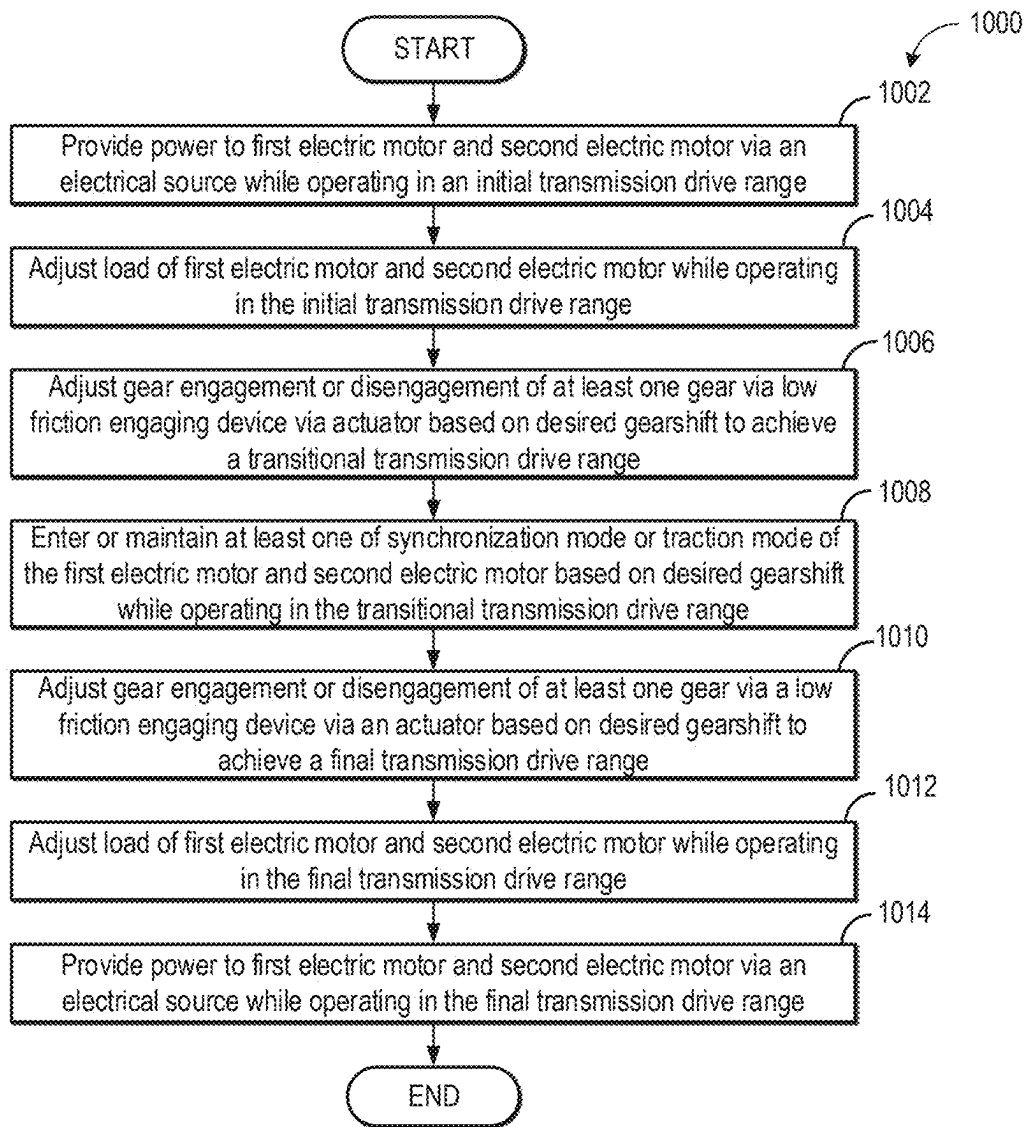 START
1000
1002
Provide power to first electric motor and second electric motor via an
electrical source while operating in an initial transmission drive range
1004
Adjust load of first electric motor and second electric motor while operating
in the initial transmission drive range
1006
Adjust gear engagement or disengagement of at least one gear via low
friction engaging device via actuator based on desired gearshift to achieve
a transitional transmission drive range
1008
Enter or maintain at least one of synchronization mode or traction mode of
the first electric motor and second electric motor based on desired gearshift
while operating in the transitional transmission drive range
1010
Adjust gear engagement or disengagement of at least one gear via a low
friction engaging device via an actuator based on desired gearshift to
achieve a final transmission drive range
1012
Adjust load of first electric motor and second electric motor while operating
in the final transmission drive range
1014
Provide power to first electric motor and second electric motor via an
electrical source while operating in the final transmission drive range
END